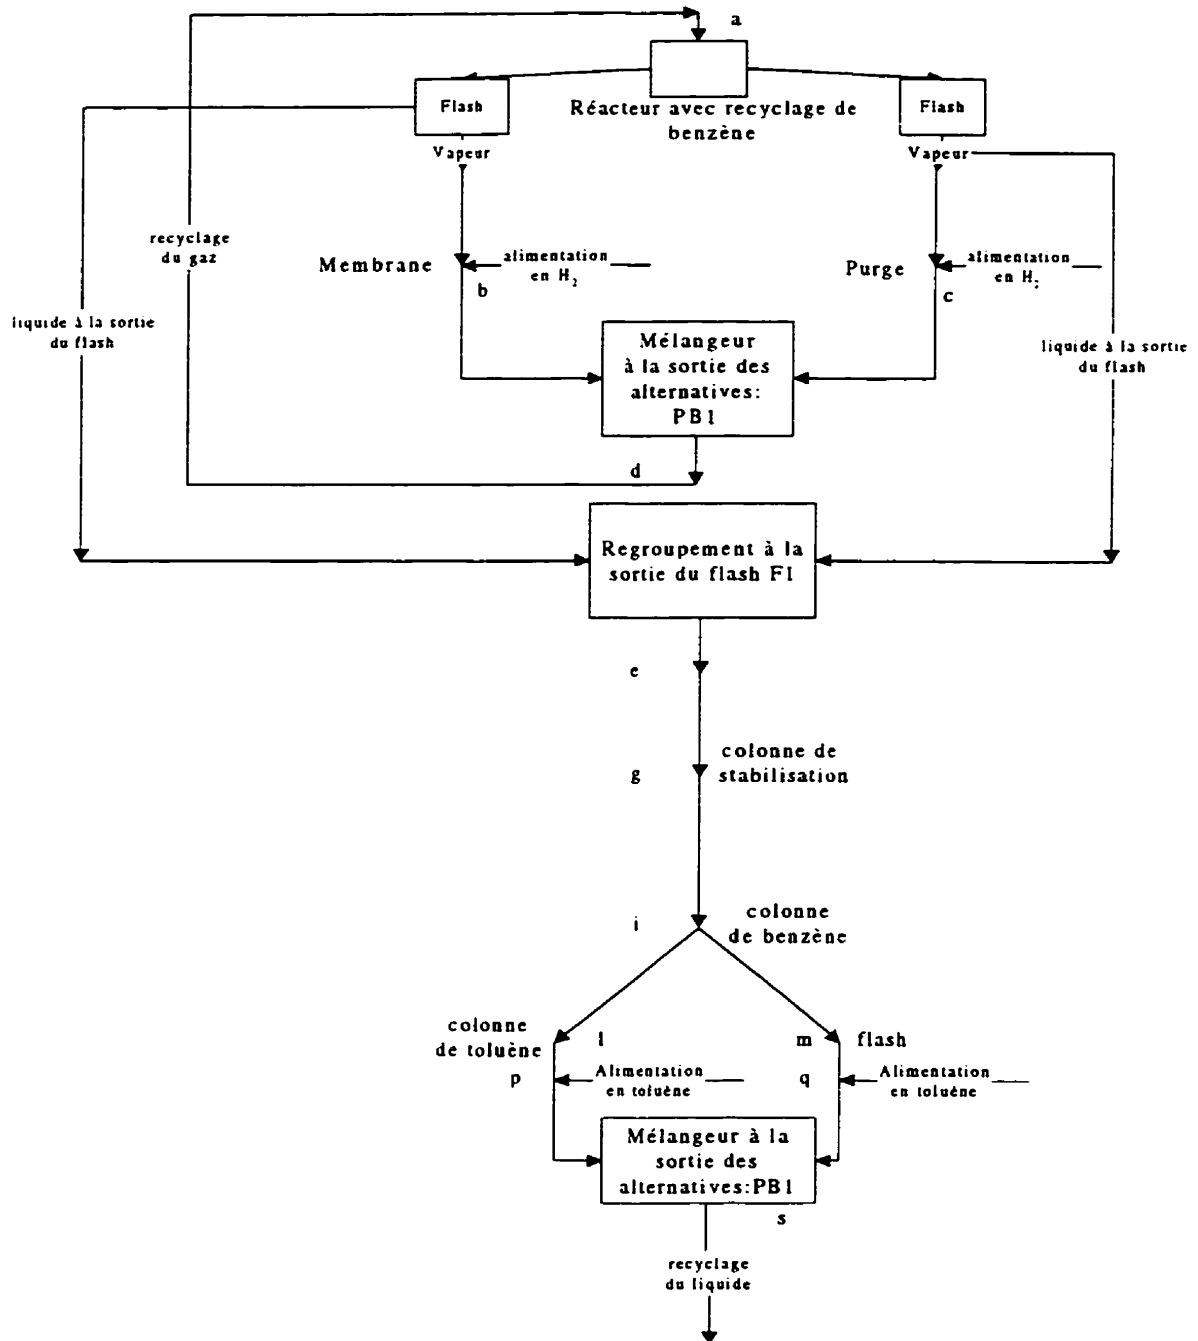 a
Flash
Réacteur avec recyclage de
benzène
Flash
Vapeur
Vapeur
recyclage
du gaz
Membrane
alimentation
en H2
b
Purge
alimentation
en H2
c
liquide à la sortie
du flash
Mélangeur
à la sortie des
alternatives:
PB1
liquide à la sortie
du flash
d
Regroupement à la
sortie du flash F1
e
colonne de
stabilisation
g
i
colonne
de benzène
colonne
de toluène
l
m
flash
p
Alimentation
en toluène
q
Alimentation
en toluène
Mélangeur à la
sortie des
alternatives:PB1
s
recyclage
du liquide